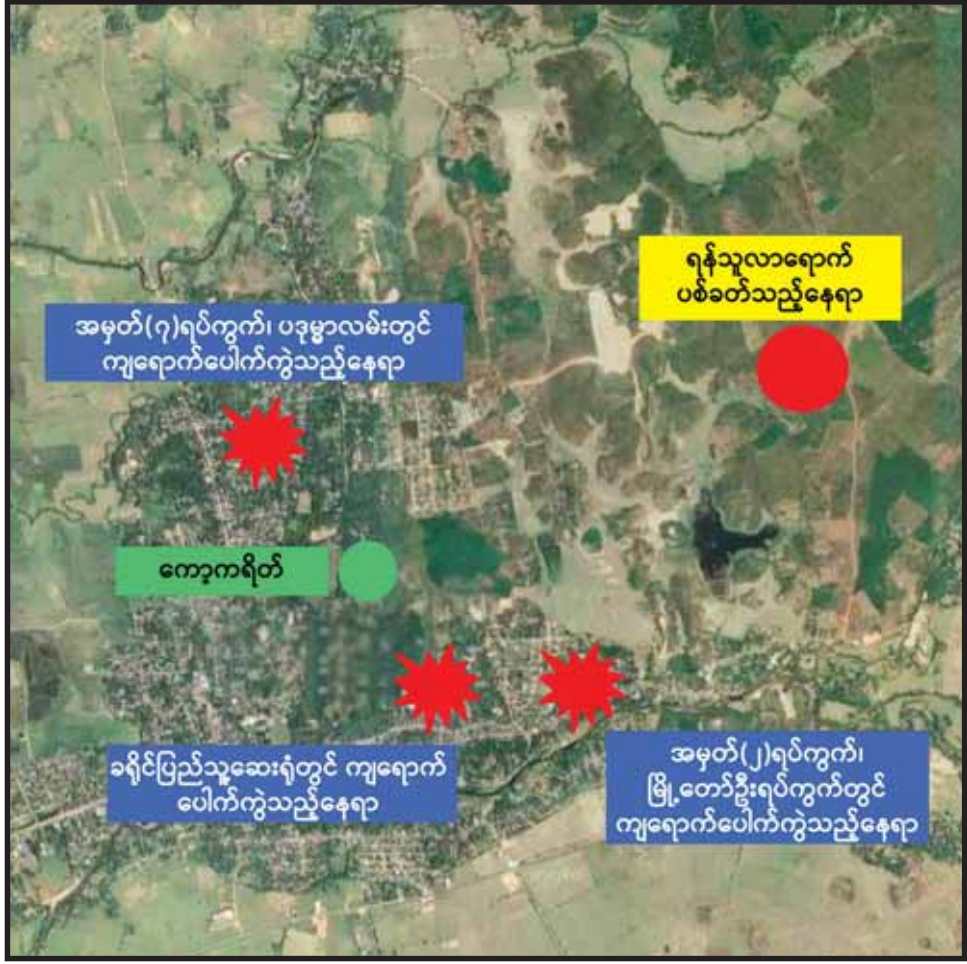 ရန်သူလာရောက်
ပစ်ခတ်သည့်နေရာ
အမှတ်(၇)ရပ်ကွက်၊ ပဒုမ္မာလမ်းတွင်
ကျရောက်ပေါက်ကွဲသည့်နေရာ
ကော့ကရိတ်
ခရိုင်ပြည်သူ့ဆေးရုံတွင် ကျရောက်
ပေါက်ကွဲသည့်နေရာ
အမှတ်(၂)ရပ်ကွက်၊
မြို့တော်ဦးရပ်ကွက်တွင်
ကျရောက်ပေါက်ကွဲသည့်နေရာ